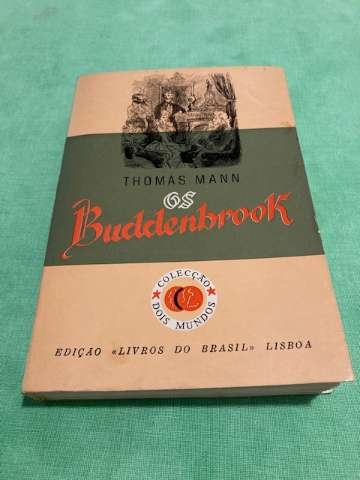 THOMAS MANN
OS
Buddenbrook
COLECÇÃO
DOIS MUNDOS
EDIÇÃO «LIVROS DO BRASIL» LISBOA